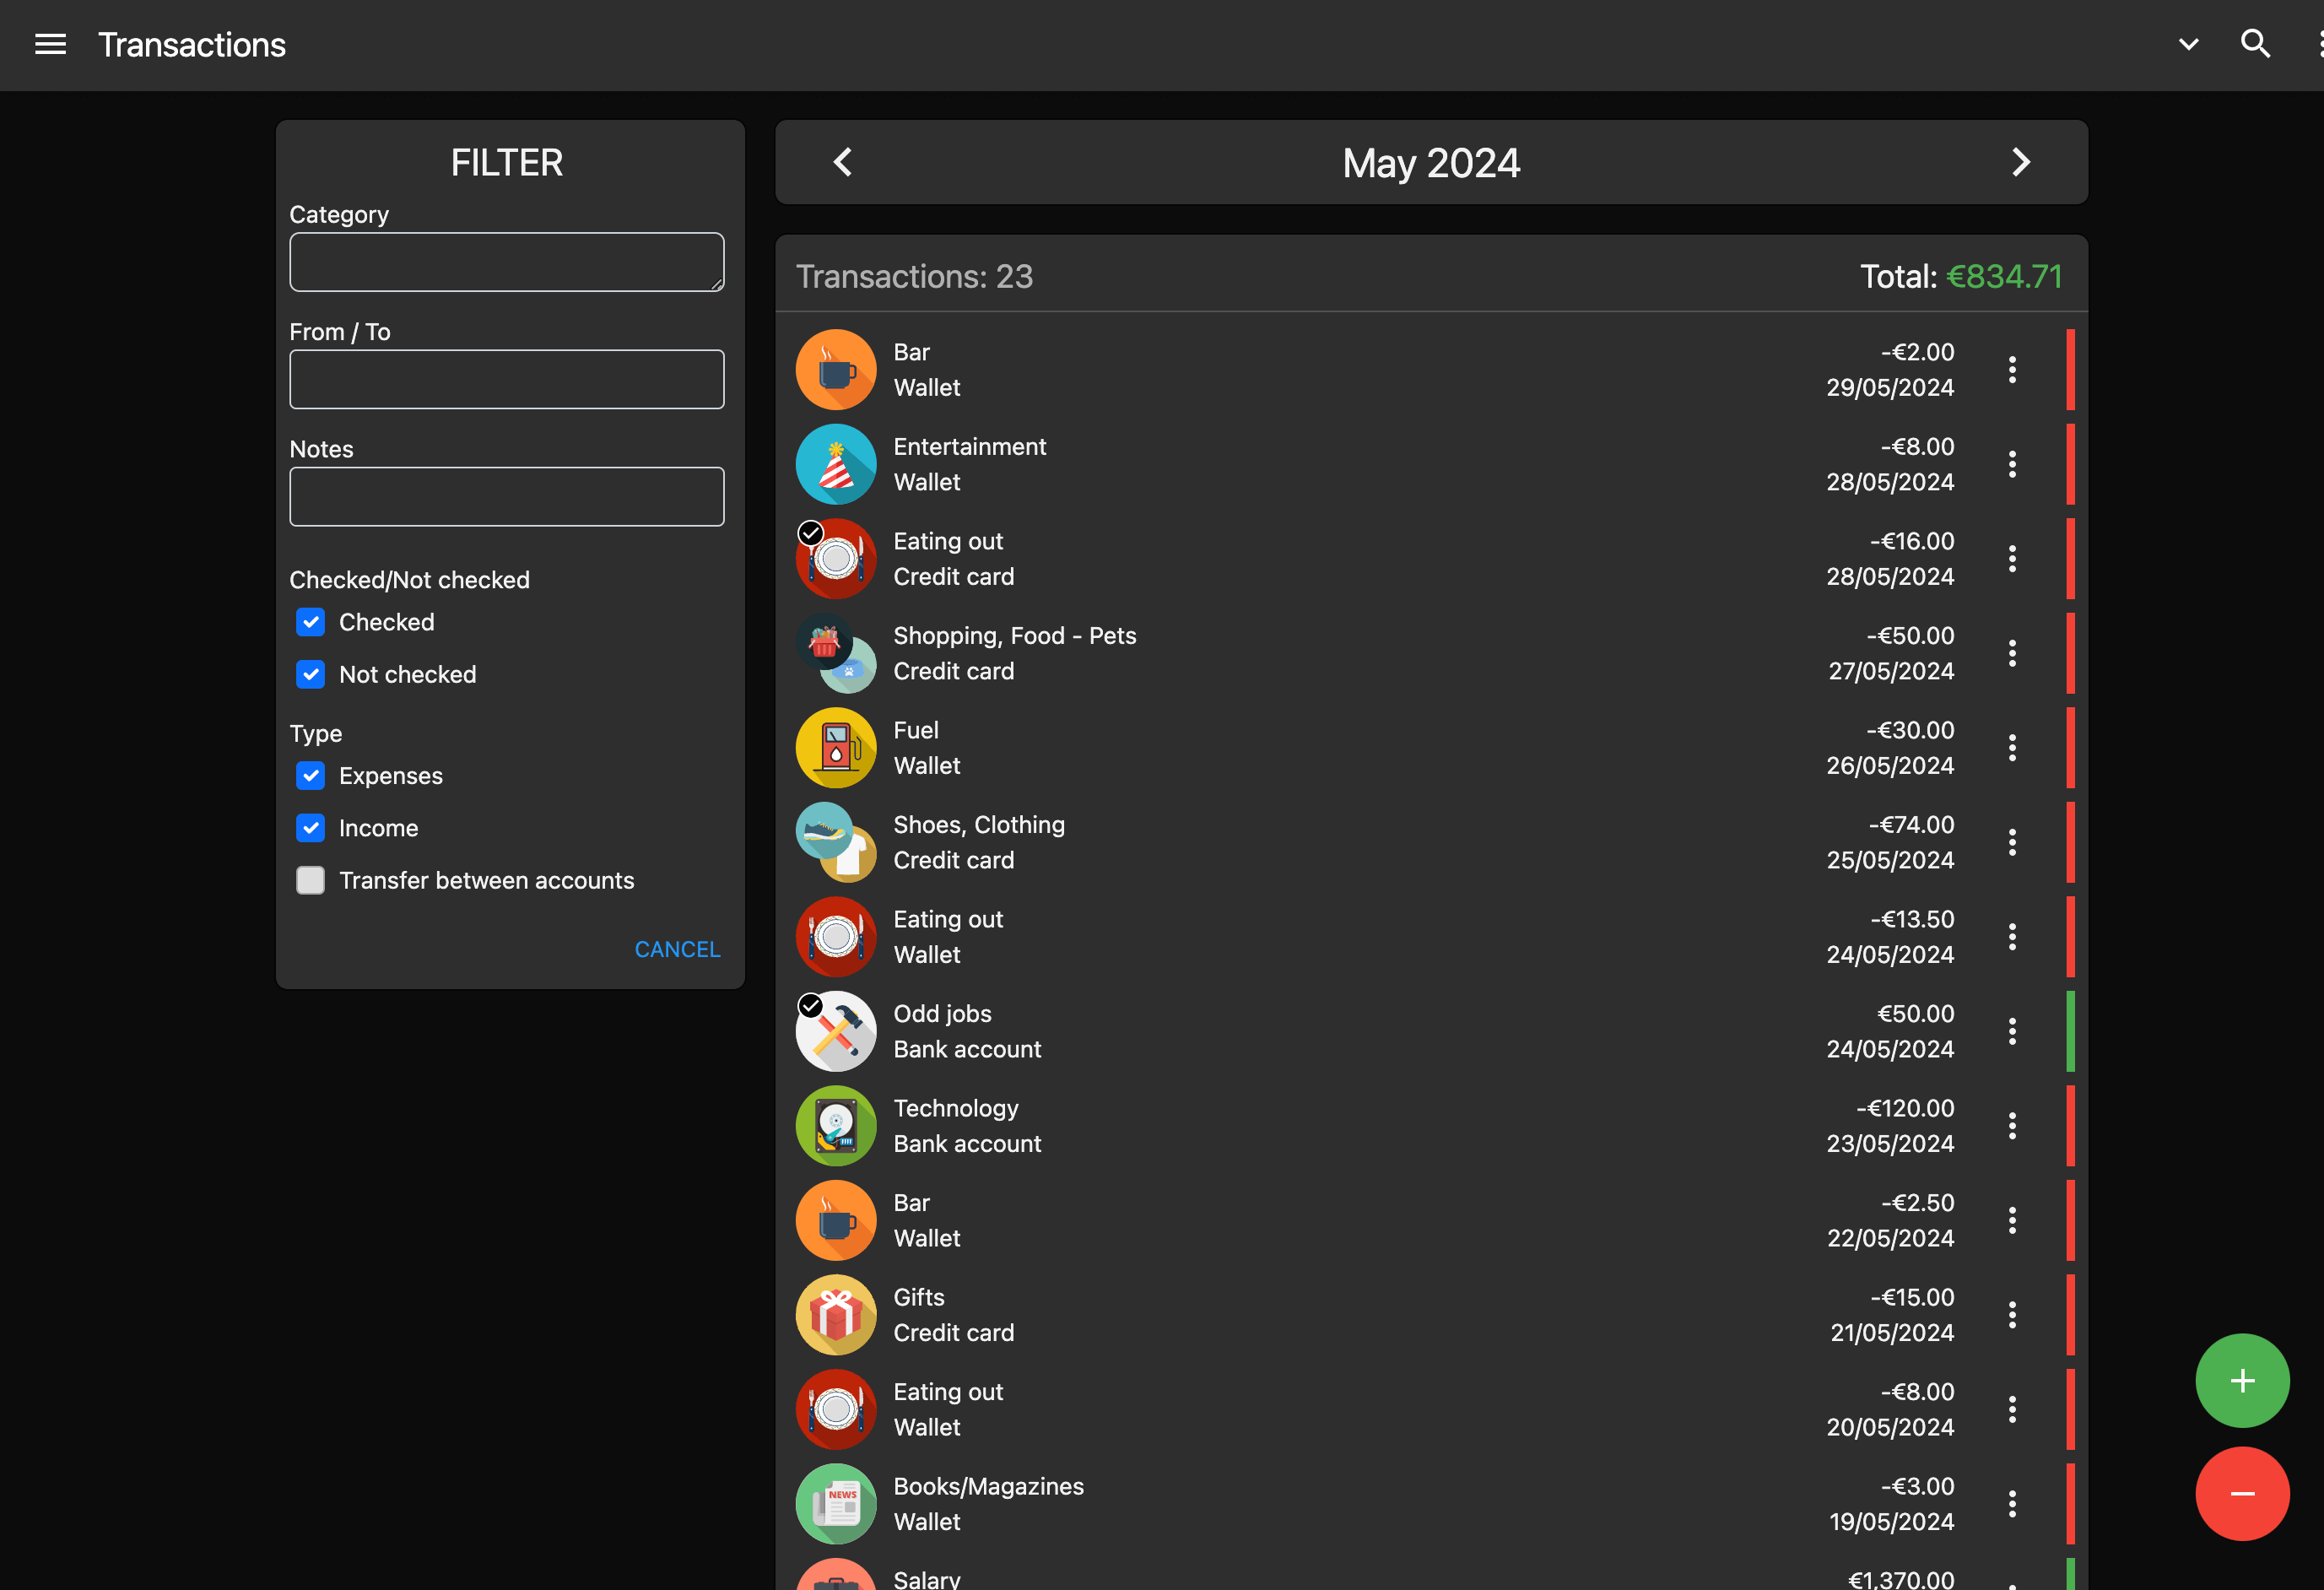 Transactions
FILTER
Category
From / To
Notes
Checked/Not checked
Checked
Not checked
Type
Expenses
Income
Transfer between accounts
CANCEL
May 2024
Transactions: 23
Total: €834.71
Bar
-€2.00
Wallet
29/05/2024
Entertainment
-€8.00
Wallet
28/05/2024
Eating out
-€16.00
Credit card
28/05/2024
Shopping, Food - Pets
-€50.00
Credit card
27/05/2024
Fuel
-€30.00
Wallet
26/05/2024
Shoes, Clothing
-€74.00
Credit card
25/05/2024
Eating out
-€13.50
Wallet
24/05/2024
Odd jobs
€50.00
Bank account
24/05/2024
Technology
-€120.00
Bank account
23/05/2024
Bar
-€2.50
Wallet
22/05/2024
Gifts
-€15.00
Credit card
21/05/2024
Eating out
-€8.00
Wallet
20/05/2024
NEWS
Books/Magazines
-€3.00
Wallet
19/05/2024
Salary
€1,370.00